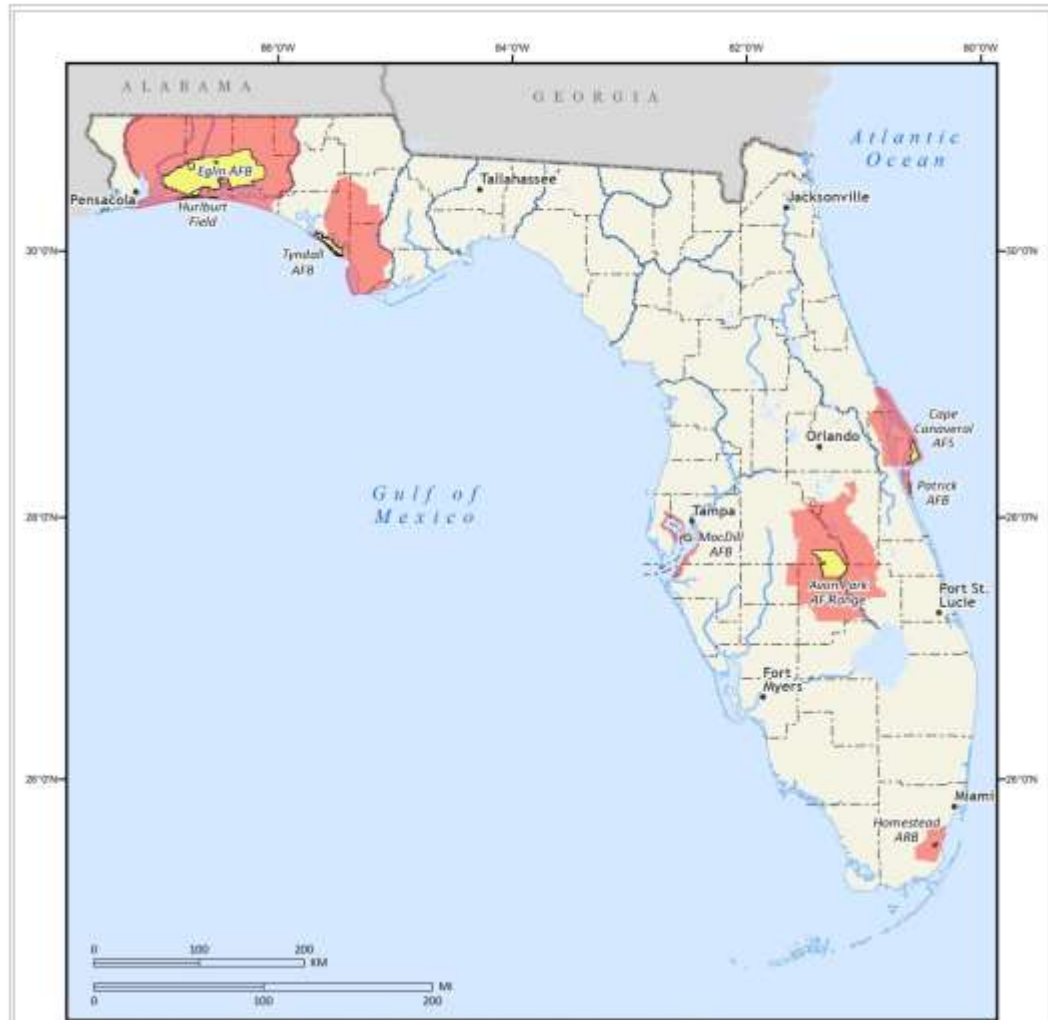 86°0'W 84°0'W 82°0'W 80°0'W
ALABAMA
GEORGIA
Atlantic
Ocean
Eglin AFB
Pensacola
Hurlburt
Field
Tallahassee
Jacksonville
30°0'N
30°0'N
Tyndall
AFB
Cape
Canaveral
AFS
Orlando
Patrick
AFB
Gulf of
Mexico
28°0'N
28°0'N
Tampa
MacDill
AFB
Avon Park
AF Range
Port St.
Lucie
Fort
Myers
26°0'N
26°0'N
Miami
Homestead
ARB
0 100 200
KM
MI
0 100 200